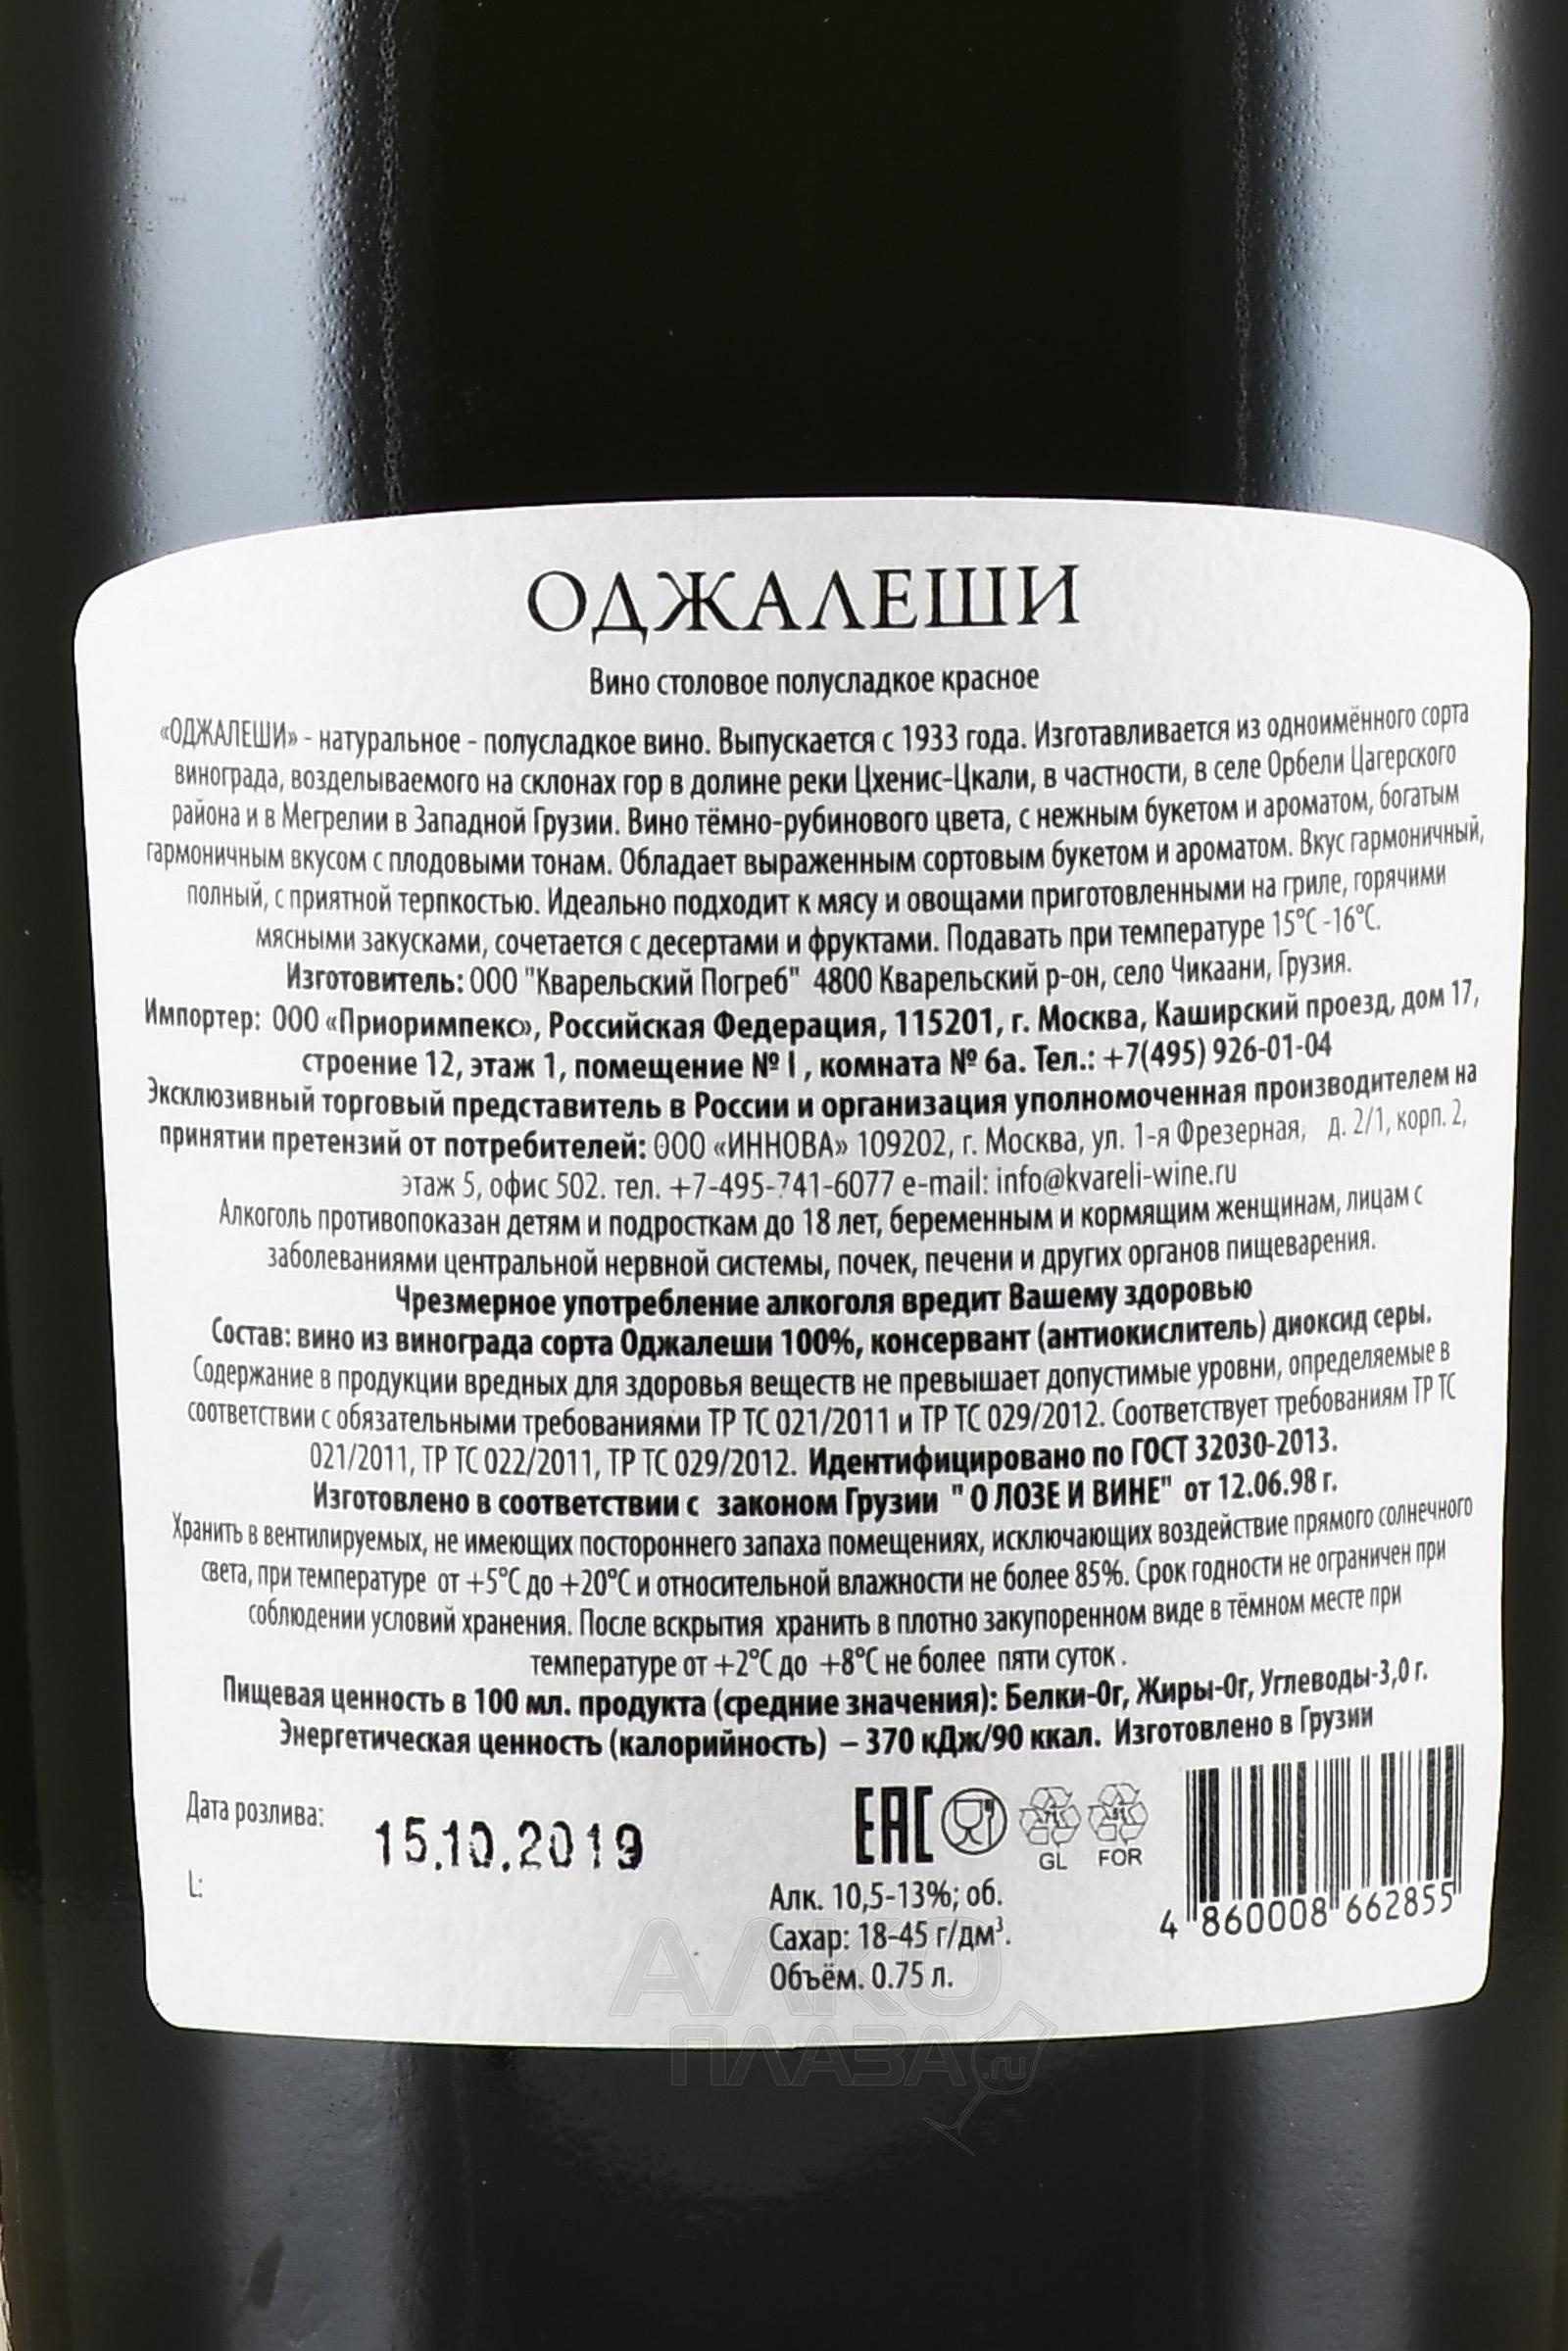 ОДЖАЛЕШИ
Вино столовое полусладкое красное
«ОДЖАЛЕШИ» - натуральное - полусладкое вино. Выпускается с 1933 года. Изготавливается из одноимённого сорта
винограда, возделываемого на склонах гор в долине реки Цхенис-Цкали, в частности, в селе Орбели Цагерского
района и в Мегрелии в Западной Грузии. Вино тёмно-рубинового цвета, с нежным букетом и ароматом, богатым
гармоничным вкусом с плодовыми тонам. Обладает выраженным сортовым букетом и ароматом. Вкус гармоничный,
полный, с приятной терпкостью. Идеально подходит к мясу и овощами приготовленными на гриле, горячими
мясными закусками, сочетается с десертами и фруктами. Подавать при температуре 15°С -16°С.
Изготовитель: ООО "Кварельский Погреб" 4800 Кварельский р-он, село Чикаани, Грузия.
Импортер: ООО «Приоримпекс», Российская Федерация, 115201, г. Москва, Каширский проезд, дом 17,
строение 12, этаж 1, помещение № I , комната № 6а. Тел.: +7(495) 926-01-04
Эксклюзивный торговый представитель в России и организация уполномоченная производителем на
принятии претензий от потребителей: ООО «ИННОВА» 109202, г. Москва, ул. 1-я Фрезерная, д. 2/1, корп. 2,
этаж 5, офис 502. тел. +7-495-741-6077 e-mail: info@kvareli-wine.ru
Алкоголь противопоказан детям и подросткам до 18 лет, беременным и кормящим женщинам, лицам с
заболеваниями центральной нервной системы, почек, печени и других органов пищеварения.
Чрезмерное употребление алкоголя вредит Вашему здоровью
Состав: вино из винограда сорта Оджалеши 100%, консервант (антиокислитель) диоксид серы.
Содержание в продукции вредных для здоровья веществ не превышает допустимые уровни, определяемые в
соответствии с обязательными требованиями ТР ТС 021/2011 и ТР ТС 029/2012. Соответствует требованиям ТР ТС
021/2011, ТР ТС 022/2011, ТР ТС 029/2012. Идентифицировано по ГОСТ 32030-2013.
Изготовлено в соответствии с законом Грузии " О ЛОЗЕ И ВИНЕ" от 12.06.98 г.
Хранить в вентилируемых, не имеющих постороннего запаха помещениях, исключающих воздействие прямого солнечного
света, при температуре от +5°С до +20°С и относительной влажности не более 85%. Срок годности не ограничен при
соблюдении условий хранения. После вскрытия хранить в плотно закупоренном виде в тёмном месте при
температуре от +2°С до +8°С не более пяти суток .
Пищевая ценность в 100 мл. продукта (средние значения): Белки-0г, Жиры-0г, Углеводы-3,0 г.
Энергетическая ценность (калорийность) – 370 кДж/90 ккал. Изготовлено в Грузии
Дата розлива: 15.10.2019
L:
EAC
71 GL
51 FOR
Алк. 10,5-13%; об.
Сахар: 18-45 г/дм³.
Объём. 0.75 л.
4 860008 662855
АЛКО
ПЛАЗА.ru